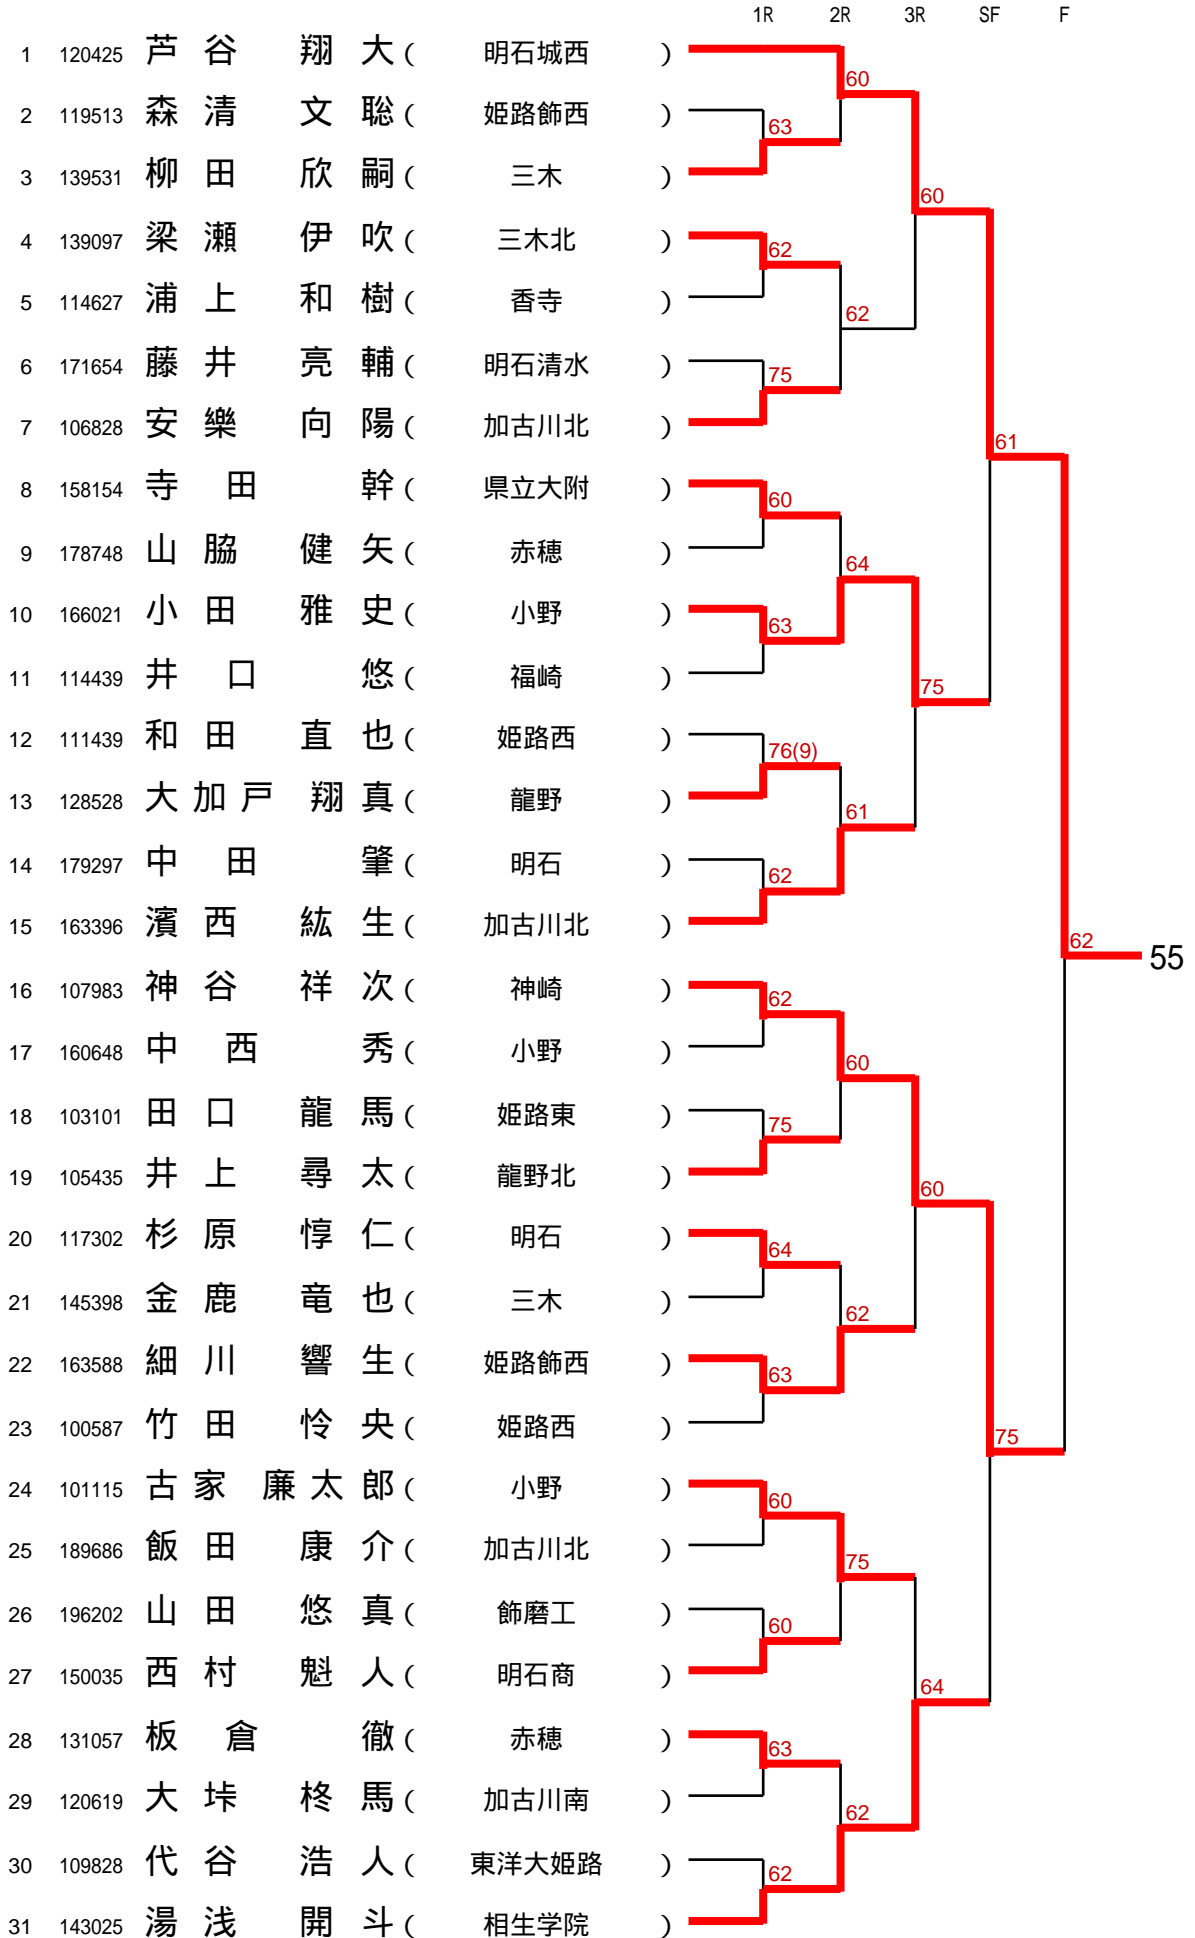 1R 2R 3R SF F
1 120425 芦谷 翔大 ( 明石城西 )
60
2 119513 森清 文聡 ( 姫路飾西 )
63
3 139531 柳田 欣嗣 ( 三木 )
60
4 139097 梁瀬 伊吹 ( 三木北 )
62
5 114627 浦上 和樹 ( 香寺 )
62
6 171654 藤井 亮輔 ( 明石清水 )
75
7 106828 安樂 向陽 ( 加古川北 )
61
8 158154 寺田 幹 ( 県立大附 )
60
9 178748 山脇 健矢 ( 赤穂 )
64
10 166021 小田 雅史 ( 小野 )
63
11 114439 井口 悠 ( 福崎 )
75
12 111439 和田 直也 ( 姫路西 )
76(9)
13 128528 大加戸 翔真 ( 龍野 )
61
14 179297 中田 肇 ( 明石 )
62
15 163396 濱西 紘生 ( 加古川北 )
62 55
16 107983 神谷 祥次 ( 神崎 )
62
17 160648 中西 秀 ( 小野 )
60
18 103101 田口 龍馬 ( 姫路東 )
75
19 105435 井上 尋太 ( 龍野北 )
60
20 117302 杉原 惇仁 ( 明石 )
64
21 145398 金鹿 竜也 ( 三木 )
62
22 163588 細川 響生 ( 姫路飾西 )
63
23 100587 竹田 怜央 ( 姫路西 )
75
24 101115 古家 廉太郎 ( 小野 )
60
25 189686 飯田 康介 ( 加古川北 )
75
26 196202 山田 悠真 ( 飾磨工 )
60
27 150035 西村 魁人 ( 明石商 )
64
28 131057 板倉 徹 ( 赤穂 )
63
29 120619 大垰 柊馬 ( 加古川南 )
62
30 109828 代谷 浩人 ( 東洋大姫路 )
62
31 143025 湯浅 開斗 ( 相生学院 )